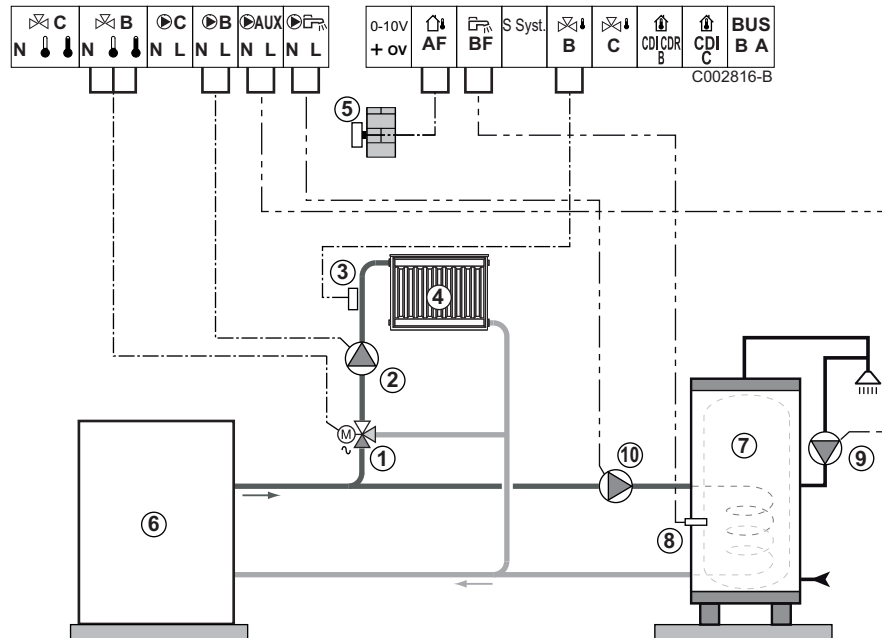 C B C B AUX 0-10V AF BF S Syst. B C CDI CDR B CDI C BUS
N N N L N L N L N L + ov B A
C002816-B
5
3
4
2
M
1
10
7
9
6
8